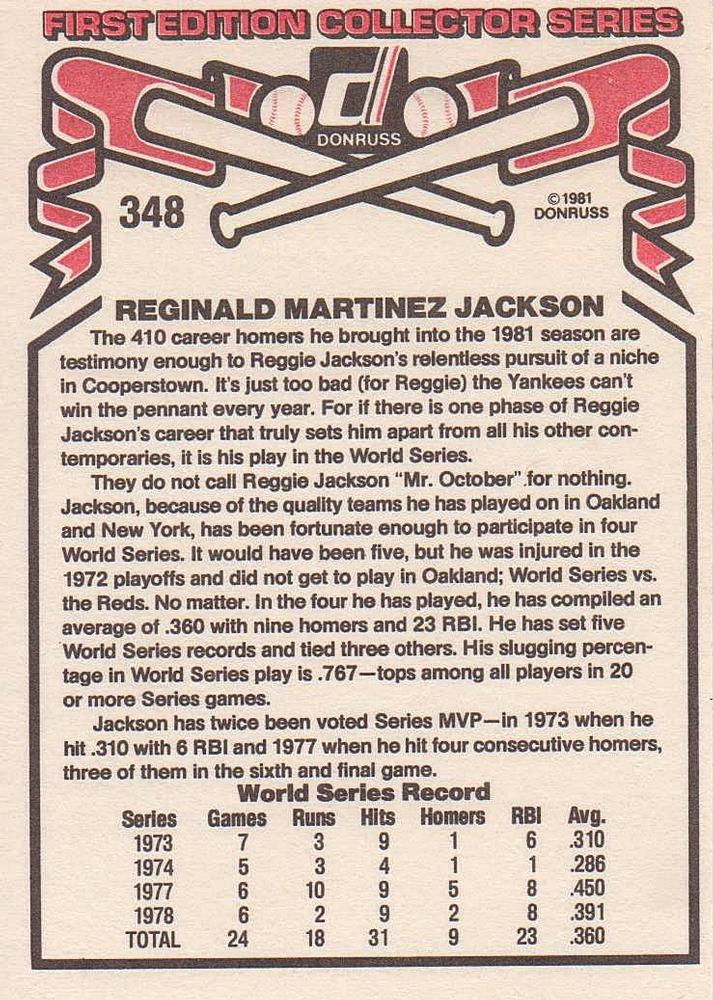 FIRST EDITION COLLECTOR SERIES
d
DONRUSS
348
©1981
DONRUSS
REGINALD MARTINEZ JACKSON
The 410 career homers he brought into the 1981 season are
testimony enough to Reggie Jackson's relentless pursuit of a niche
in Cooperstown. It's just too bad (for Reggie) the Yankees can't
win the pennant every year. For if there is one phase of Reggie
Jackson's career that truly sets him apart from all his other con-
temporaries, it is his play in the World Series.
They do not call Reggie Jackson "Mr. October" for nothing.
Jackson, because of the quality teams he has played on in Oakland
and New York, has been fortunate enough to participate in four
World Series. It would have been five, but he was injured in the
1972 playoffs and did not get to play in Oakland; World Series vs.
the Reds. No matter. In the four he has played, he has compiled an
average of .360 with nine homers and 23 RBI. He has set five
World Series records and tied three others. His slugging percen-
tage in World Series play is .767—tops among all players in 20
or more Series games.
Jackson has twice been voted Series MVP—in 1973 when he
hit .310 with 6 RBI and 1977 when he hit four consecutive homers,
three of them in the sixth and final game.
World Series Record
Series Games Runs Hits Homers RBI Avg.
1973 7 3 9 1 6 .310
1974 5 3 4 1 1 .286
1977 6 10 9 5 8 .450
1978 6 2 9 2 8 .391
TOTAL 24 18 31 9 23 .360